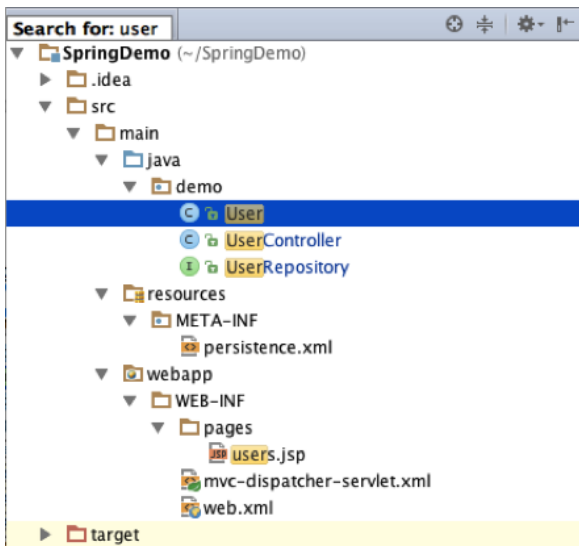 Search for: user
SpringDemo (~/SpringDemo)
.idea
src
main
java
demo
User
UserController
UserRepository
resources
META-INF
persistence.xml
webapp
WEB-INF
pages
users.jsp
mvc-dispatcher-servlet.xml
web.xml
target